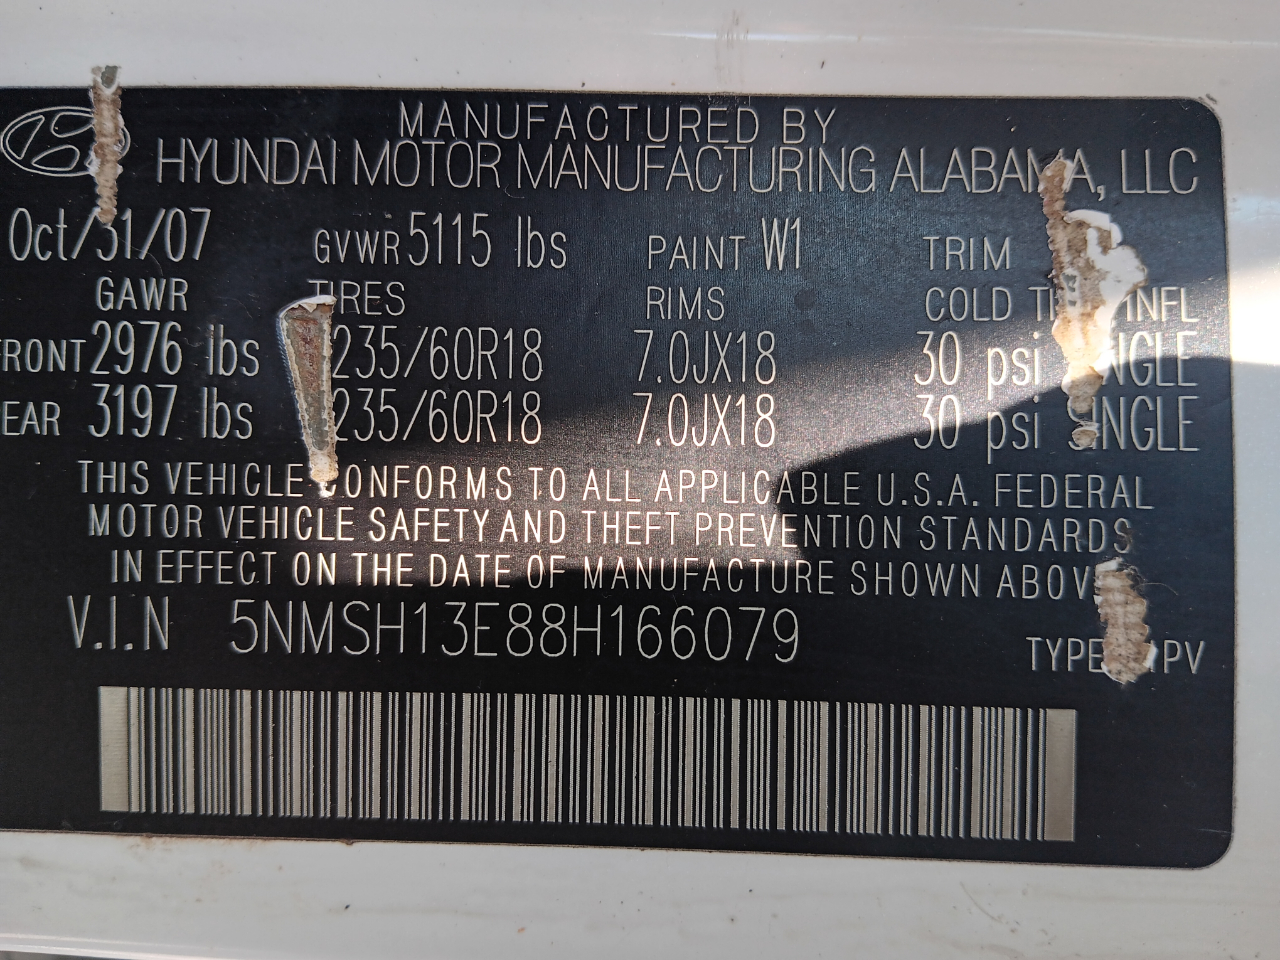 MANUFACTURED BY
HYUNDAI MOTOR MANUFACTURING ALABAMA, LLC
Oct/31/07 GVWR 5115 lbs PAINT W1 TRIM
GAWR TIRES RIMS COLD INFL
FRONT 2976 lbs 235/60R18 7.0JX18 30 psi SINGLE
REAR 3197 lbs 235/60R18 7.0JX18 30 psi SINGLE
THIS VEHICLE CONFORMS TO ALL APPLICABLE U.S.A. FEDERAL
MOTOR VEHICLE SAFETY AND THEFT PREVENTION STANDARDS
IN EFFECT ON THE DATE OF MANUFACTURE SHOWN ABOVE
V.I.N 5NMSH13E88H166079
TYPE MPV